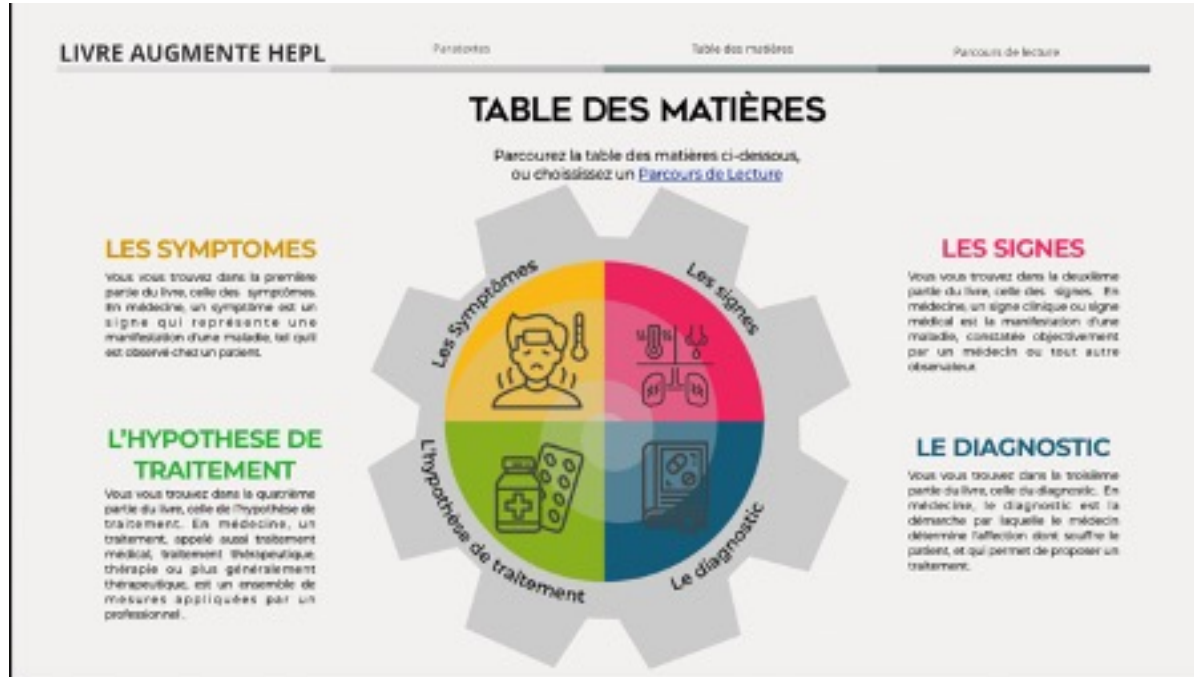 LIVRE AUGMENTE HEPL
Paratextes
Table des matières
Parcours de lecture
TABLE DES MATIÈRES
Parcourez la table des matières ci-dessous,
ou choississez un Parcours de Lecture
LES SYMPTOMES
Vous vous trouvez dans la première
partie du livre, celle des symptômes.
En médecine, un symptôme est un
signe qui représente une
manifestation d'une maladie, tel qu'il
est observé chez un patient.
LES SIGNES
Vous vous trouvez dans la deuxième
partie du livre, celle des signes. En
médecine, un signe clinique ou signe
médical est la manifestation d'une
maladie, constatée objectivement
par un médecin ou tout autre
observateur.
Les Symptômes
Les signes
L'hypothèse de traitement
Le diagnostic
L'HYPOTHESE DE
TRAITEMENT
Vous vous trouvez dans la quatrième
partie du livre, celle de l'hypothèse de
traitement. En médecine, un
traitement, appelé aussi traitement
médical, traitement thérapeutique,
thérapie ou plus généralement
thérapeutique, est un ensemble de
mesures appliquées par un
professionnel .
LE DIAGNOSTIC
Vous vous trouvez dans la troisième
partie du livre, celle du diagnostic. En
médecine, le diagnostic est la
démarche par laquelle le médecin
détermine l'affection dont souffre le
patient, et qui permet de proposer un
traitement.